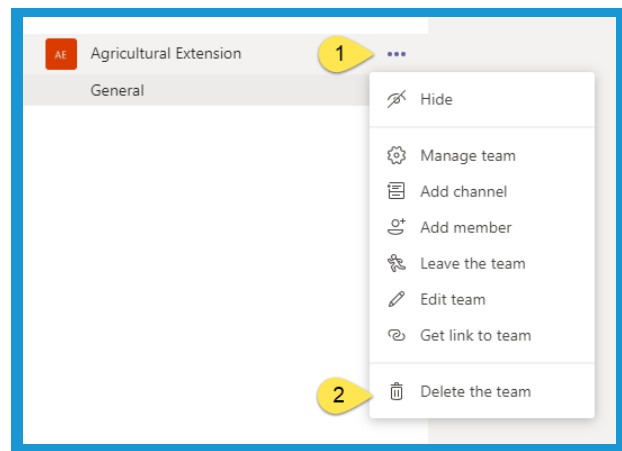 AE Agricultural Extension 1 •••
General
Hide
Manage team
Add channel
Add member
Leave the team
Edit team
Get link to team
2 Delete the team